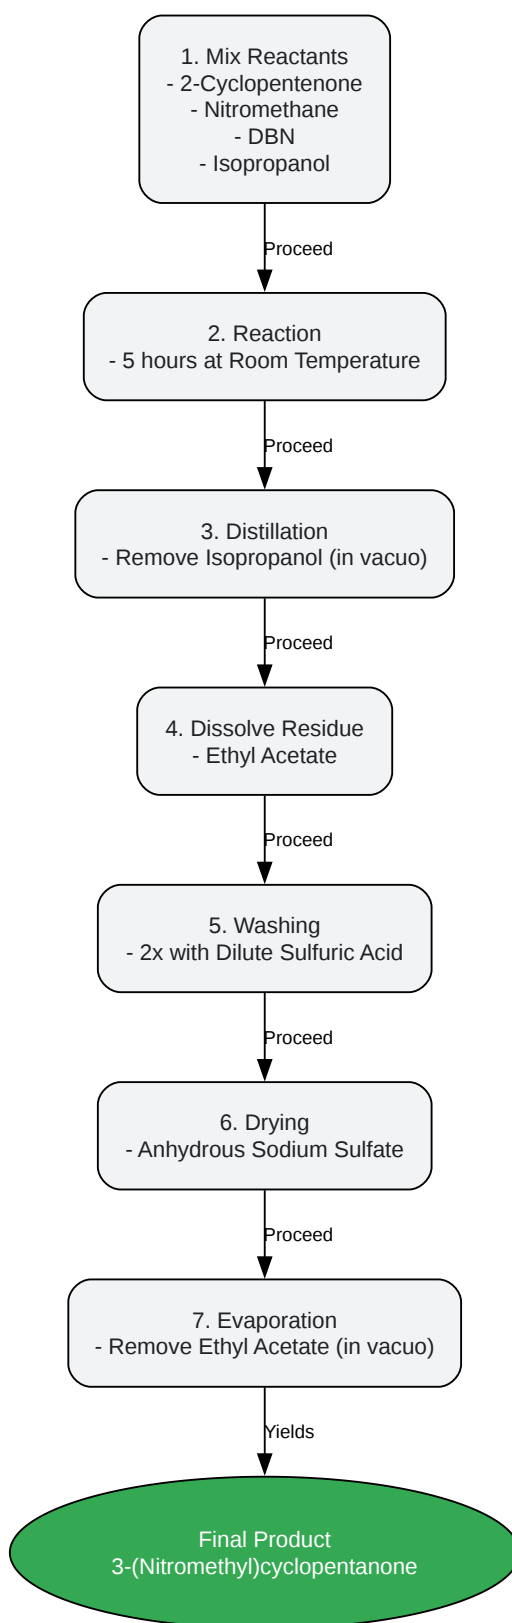 1. Mix Reactants
- 2-Cyclopentenone
- Nitromethane
- DBN
- Isopropanol
Proceed
2. Reaction
- 5 hours at Room Temperature
Proceed
3. Distillation
- Remove Isopropanol (in vacuo)
Proceed
4. Dissolve Residue
- Ethyl Acetate
Proceed
5. Washing
- 2x with Dilute Sulfuric Acid
Proceed
6. Drying
- Anhydrous Sodium Sulfate
Proceed
7. Evaporation
- Remove Ethyl Acetate (in vacuo)
Yields
Final Product
3-(Nitromethyl)cyclopentanone